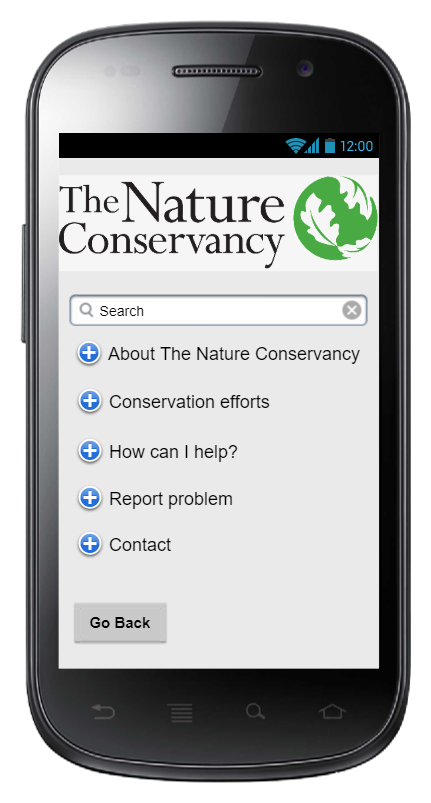 12:00
The Nature
Conservancy
Search
About The Nature Conservancy
Conservation efforts
How can I help?
Report problem
Contact
Go Back